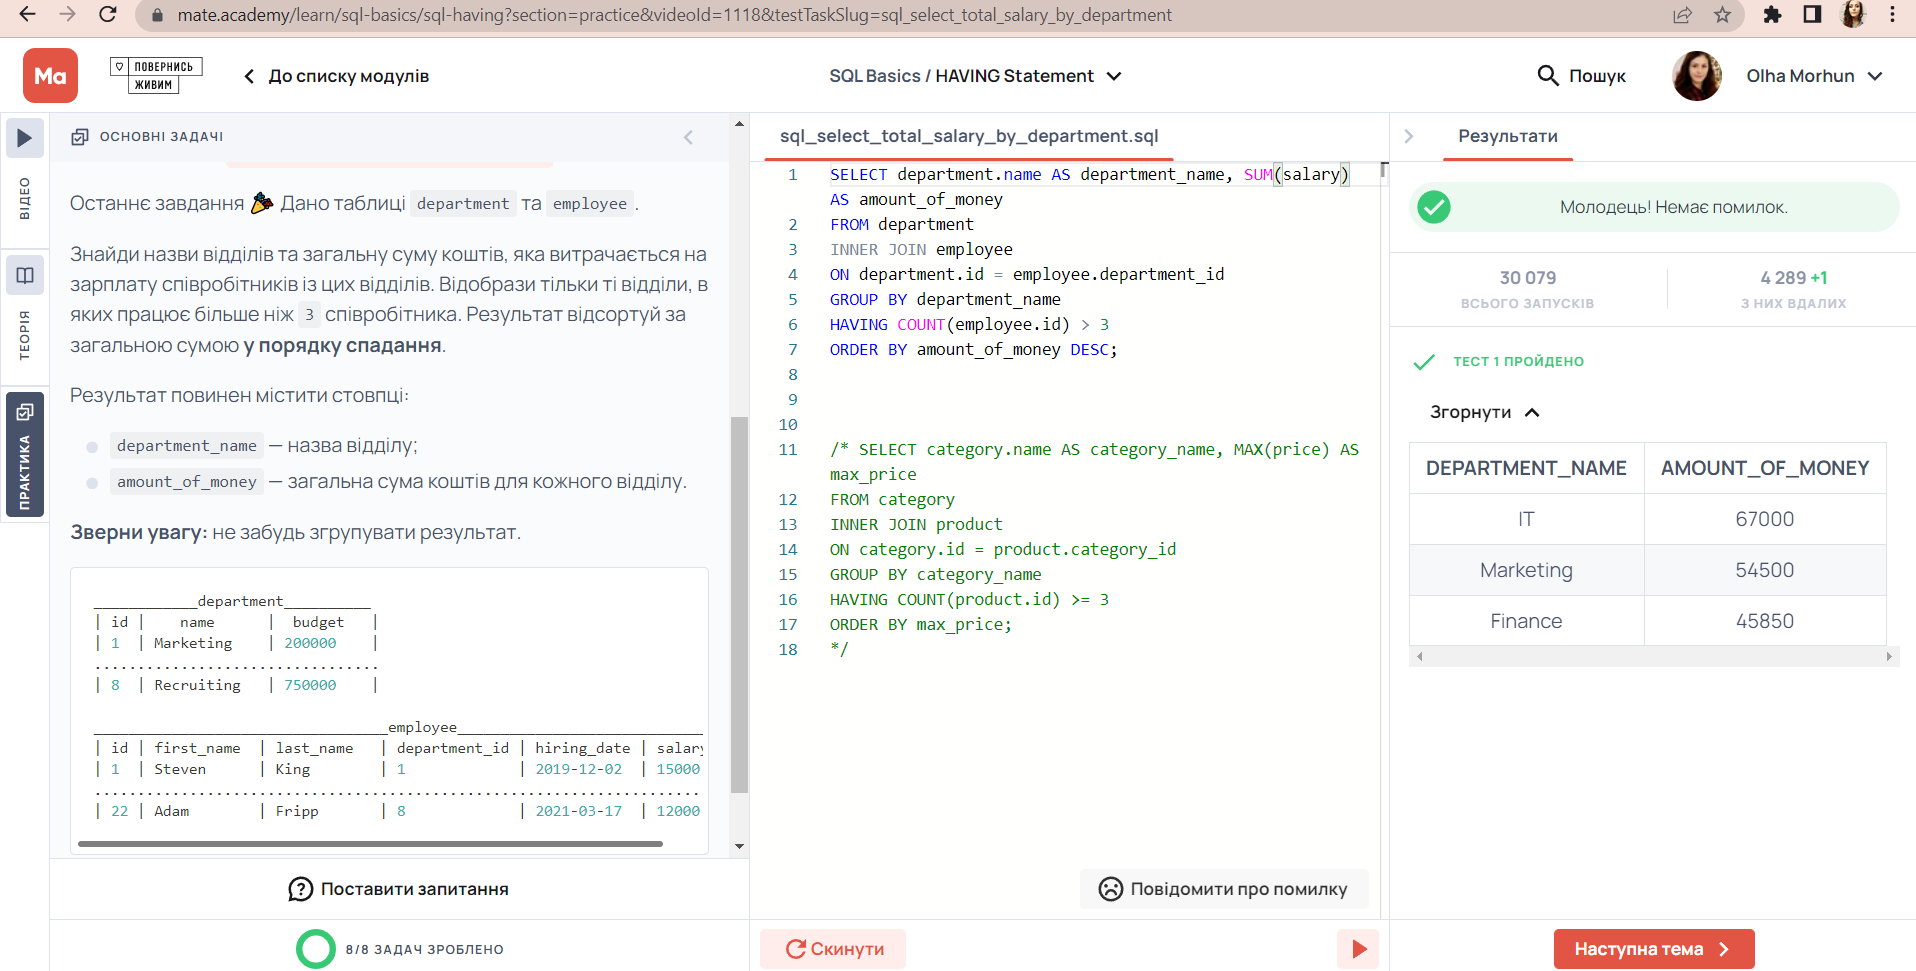 mate.academy/learn/sql-basics/sql-having?section=practice&videoId=1118&testTaskSlug=sql_select_total_salary_by_department
Ma
ПОВЕРНИСЬ
ЖИВИМ
До списку модулів
SQL Basics / HAVING Statement
Пошук
Olha Morhun
ВІДЕО
ТЕОРІЯ
ПРАКТИКА
ОСНОВНІ ЗАДАЧІ
Останнє завдання 🎉 Дано таблиці department та employee.
Знайди назви відділів та загальну суму коштів, яка витрачається на
зарплату співробітників із цих відділів. Відобрази тільки ті відділи, в
яких працює більше ніж 3 співробітника. Результат відсортуй за
загальною сумою у порядку спадання.
Результат повинен містити стовпці:
department_name — назва відділу;
amount_of_money — загальна сума коштів для кожного відділу.
Зверни увагу: не забудь згрупувати результат.
____________department__________
| id |    name      |  budget   |
| 1  | Marketing    | 200000    |
.................................
| 8  | Recruiting   | 750000    |
__________________________________employee____________________________
| id | first_name  | last_name   | department_id | hiring_date | salary
| 1  | Steven      | King        | 1             | 2019-12-02  | 15000
......................................................................
| 22 | Adam        | Fripp       | 8             | 2021-03-17  | 12000
Поставити запитання
8/8 ЗАДАЧ ЗРОБЛЕНО
sql_select_total_salary_by_department.sql
1 SELECT department.name AS department_name, SUM(salary)
AS amount_of_money
2 FROM department
3 INNER JOIN employee
4 ON department.id = employee.department_id
5 GROUP BY department_name
6 HAVING COUNT(employee.id) > 3
7 ORDER BY amount_of_money DESC;
8
9
10
11 /* SELECT category.name AS category_name, MAX(price) AS
max_price
12 FROM category
13 INNER JOIN product
14 ON category.id = product.category_id
15 GROUP BY category_name
16 HAVING COUNT(product.id) >= 3
17 ORDER BY max_price;
18 */
Повідомити про помилку
Скинути
Результати
Молодець! Немає помилок.
30 079 4 289 +1
ВСЬОГО ЗАПУСКІВ З НИХ ВДАЛИХ
ТЕСТ 1 ПРОЙДЕНО
Згорнути
DEPARTMENT_NAME AMOUNT_OF_MONEY
IT 67000
Marketing 54500
Finance 45850
Наступна тема